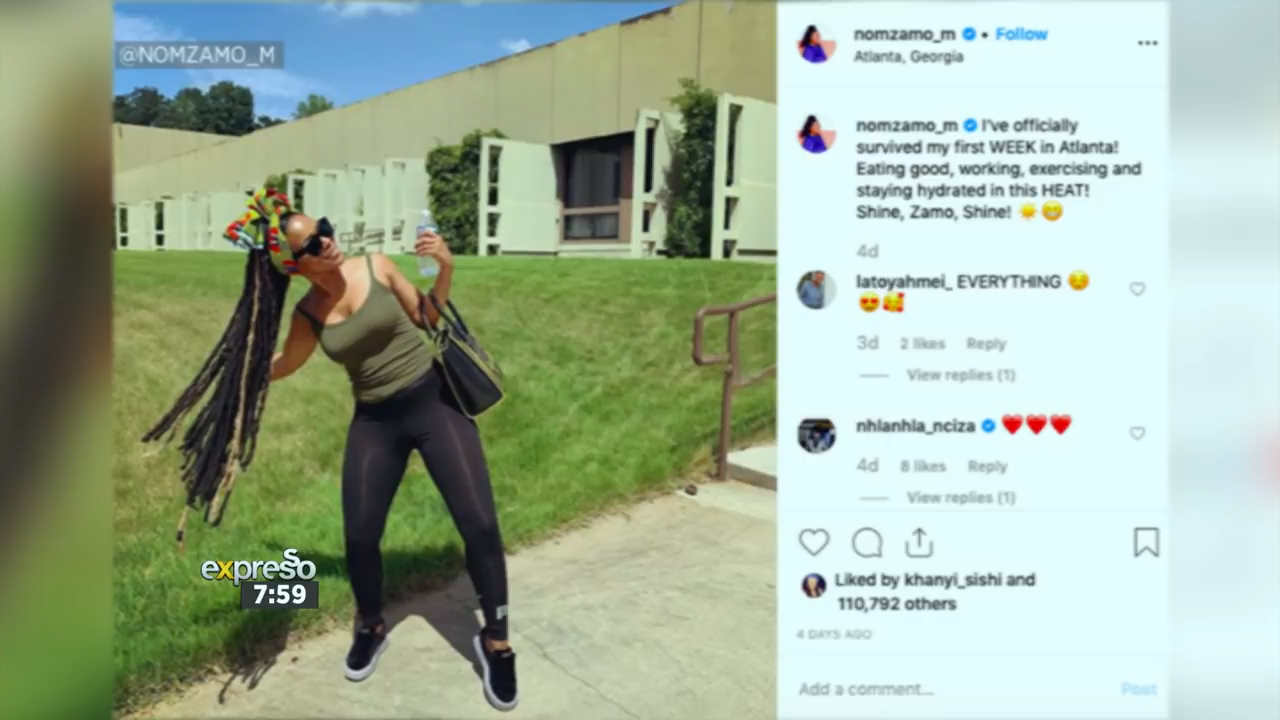 @NOMZAMO_M
expresso
7:59
nomzamo_m • Follow
Atlanta, Georgia
nomzamo_m I've officially
survived my first WEEK in Atlanta!
Eating good, working, exercising and
staying hydrated in this HEAT!
Shine, Zamo, Shine! ☀️😁
4d
latoyahmei_ EVERYTHING ☺️
😍🥰
3d 2 likes Reply
View replies (1)
nhlanhla_nciza ❤️❤️❤️
4d 8 likes Reply
View replies (1)
Liked by khanyi_sishi and
110,792 others
4 DAYS AGO
Add a comment... Post